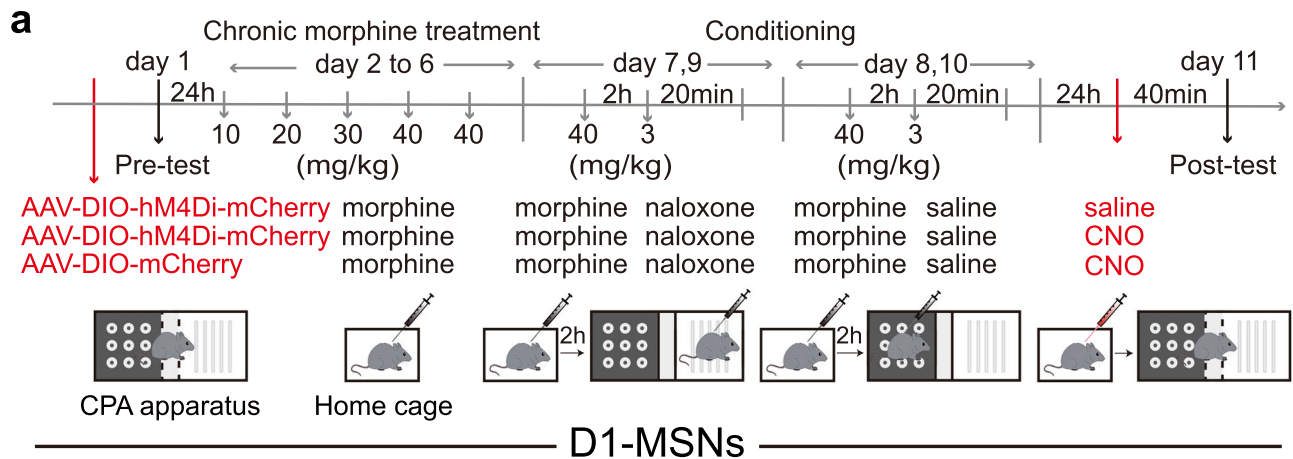 a
Chronic morphine treatment Conditioning
day 1 day 2 to 6 day 7,9 day 8,10 day 11
24h 2h 20min 2h 20min 24h 40min
10 20 30 40 40 40 3 40 3
Pre-test (mg/kg) (mg/kg) (mg/kg) Post-test
AAV-DIO-hM4Di-mCherry morphine morphine naloxone morphine saline saline
AAV-DIO-hM4Di-mCherry morphine morphine naloxone morphine saline CNO
AAV-DIO-mCherry morphine morphine naloxone morphine saline CNO
2h 2h
CPA apparatus Home cage
D1-MSNs